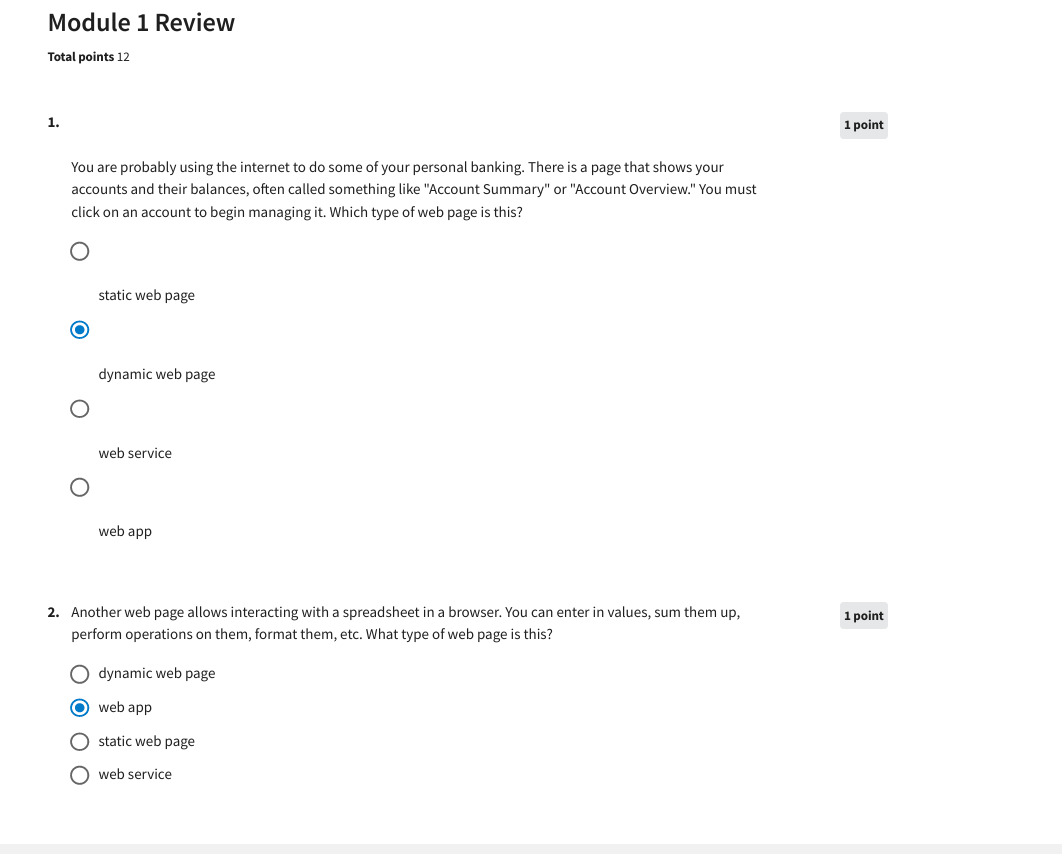 Module 1 Review
Total points 12
1.
1 point
You are probably using the internet to do some of your personal banking. There is a page that shows your
accounts and their balances, often called something like "Account Summary" or "Account Overview." You must
click on an account to begin managing it. Which type of web page is this?
static web page
dynamic web page
web service
web app
2. Another web page allows interacting with a spreadsheet in a browser. You can enter in values, sum them up,
1 point
perform operations on them, format them, etc. What type of web page is this?
dynamic web page
web app
static web page
web service